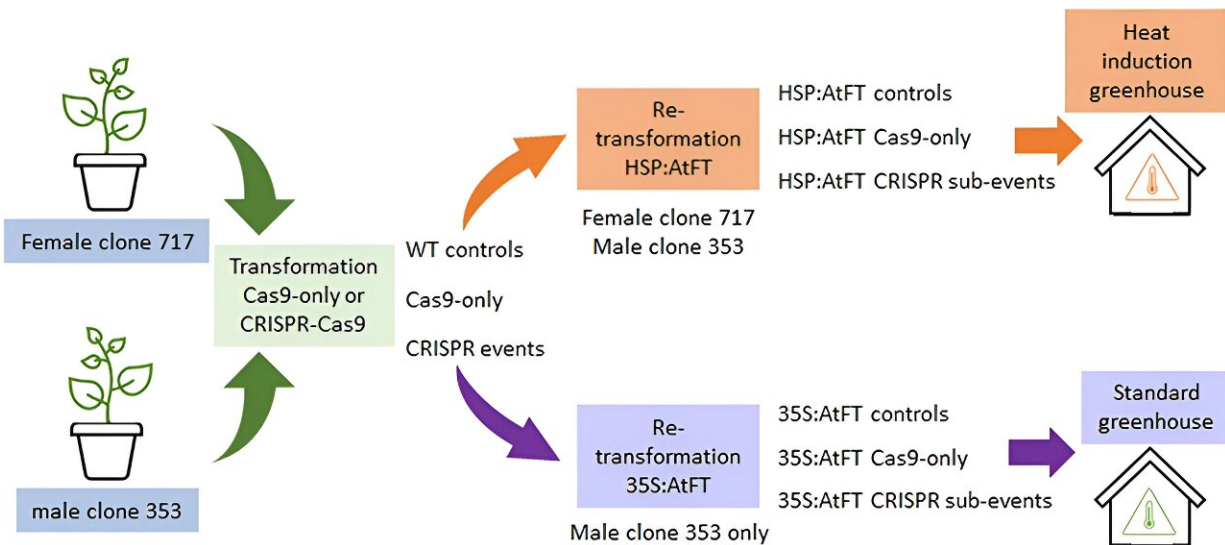 Female clone 717
male clone 353
Transformation
Cas9-only or
CRISPR-Cas9
WT controls
Cas9-only
CRISPR events
Re-
transformation
HSP:AtFT
Female clone 717
Male clone 353
HSP:AtFT controls
HSP:AtFT Cas9-only
HSP:AtFT CRISPR sub-events
Heat
induction
greenhouse
Re-
transformation
35S:AtFT
Male clone 353 only
35S:AtFT controls
35S:AtFT Cas9-only
35S:AtFT CRISPR sub-events
Standard
greenhouse